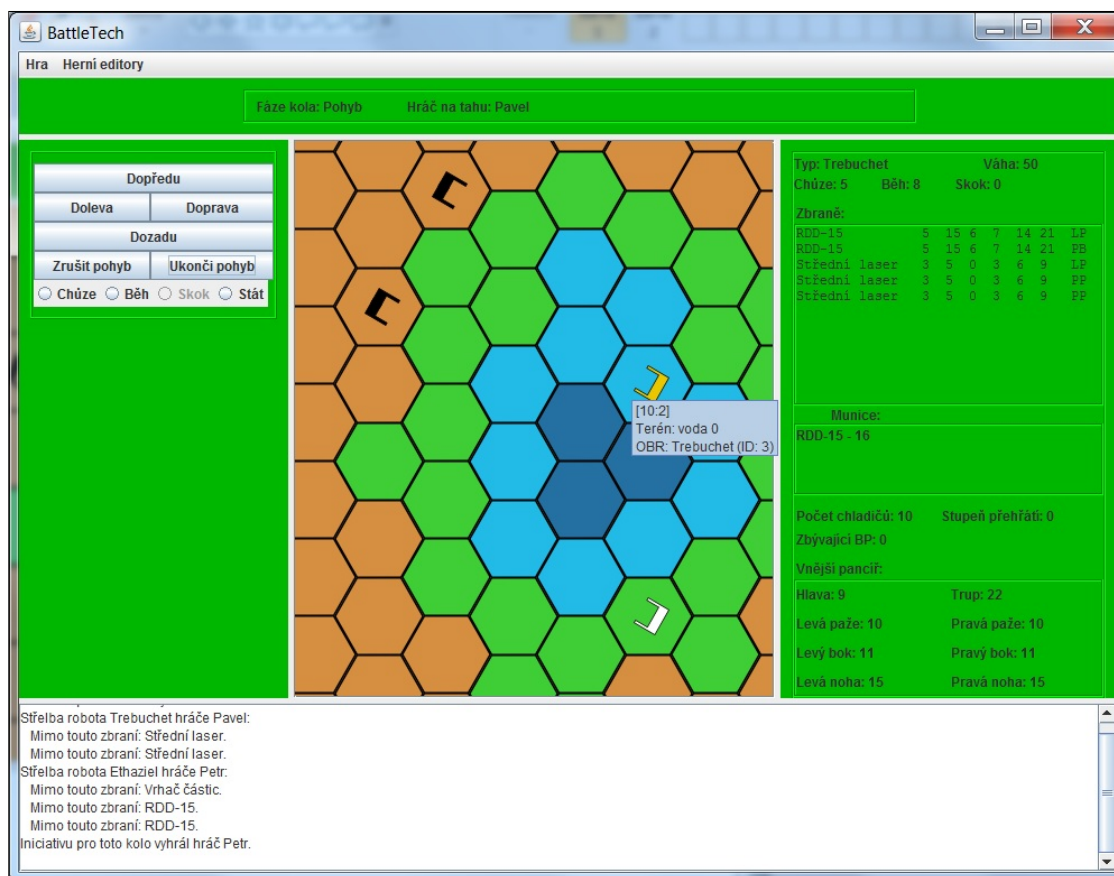 BattleTech
Hra Herní editory
Fáze kola: Pohyb Hráč na tahu: Pavel
Dopředu
Doleva Doprava
Dozadu
Zrušit pohyb Ukonči pohyb
Chůze Běh Skok Stát
[10:2]
Terén: voda 0
OBR: Trebuchet (ID: 3)
Typ: Trebuchet Váha: 50
Chůze: 5 Běh: 8 Skok: 0
Zbraně:
RDD-15 5 15 6 7 14 21 LP
RDD-15 5 15 6 7 14 21 PB
Střední laser 3 5 0 3 6 9 LP
Střední laser 3 5 0 3 6 9 PP
Střední laser 3 5 0 3 6 9 PP
Munice:
RDD-15 - 16
Počet chladičů: 10 Stupeň přehřátí: 0
Zbývající BP: 0
Vnější pancíř:
Hlava: 9 Trup: 22
Levá paže: 10 Pravá paže: 10
Levý bok: 11 Pravý bok: 11
Levá noha: 15 Pravá noha: 15
Střelba robota Trebuchet hráče Pavel:
Mimo touto zbraní: Střední laser.
Mimo touto zbraní: Střední laser.
Střelba robota Ethaziel hráče Petr:
Mimo touto zbraní: Vrhač částic.
Mimo touto zbraní: RDD-15.
Mimo touto zbraní: RDD-15.
Iniciativu pro toto kolo vyhrál hráč Petr.